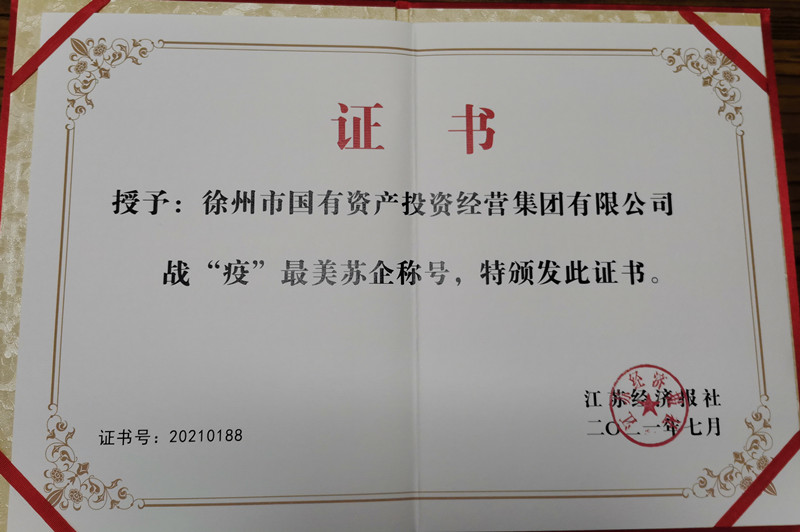 证书
授予：徐州市国有资产投资经营集团有限公司
战“疫”最美苏企称号，特颁发此证书。
江苏经济报社
二〇二一年七月
证书号：20210188